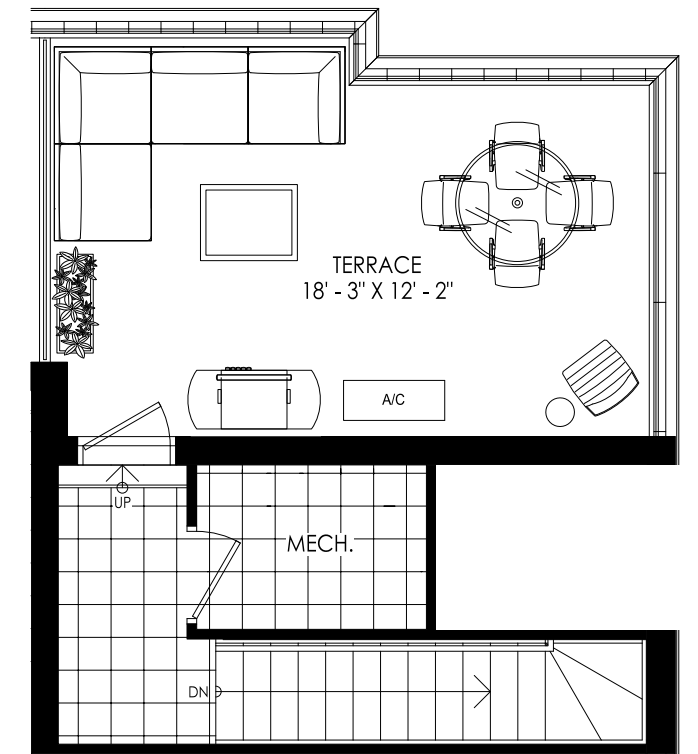 TERRACE
18' - 3" X 12' - 2"
A/C
UP
MECH.
DN